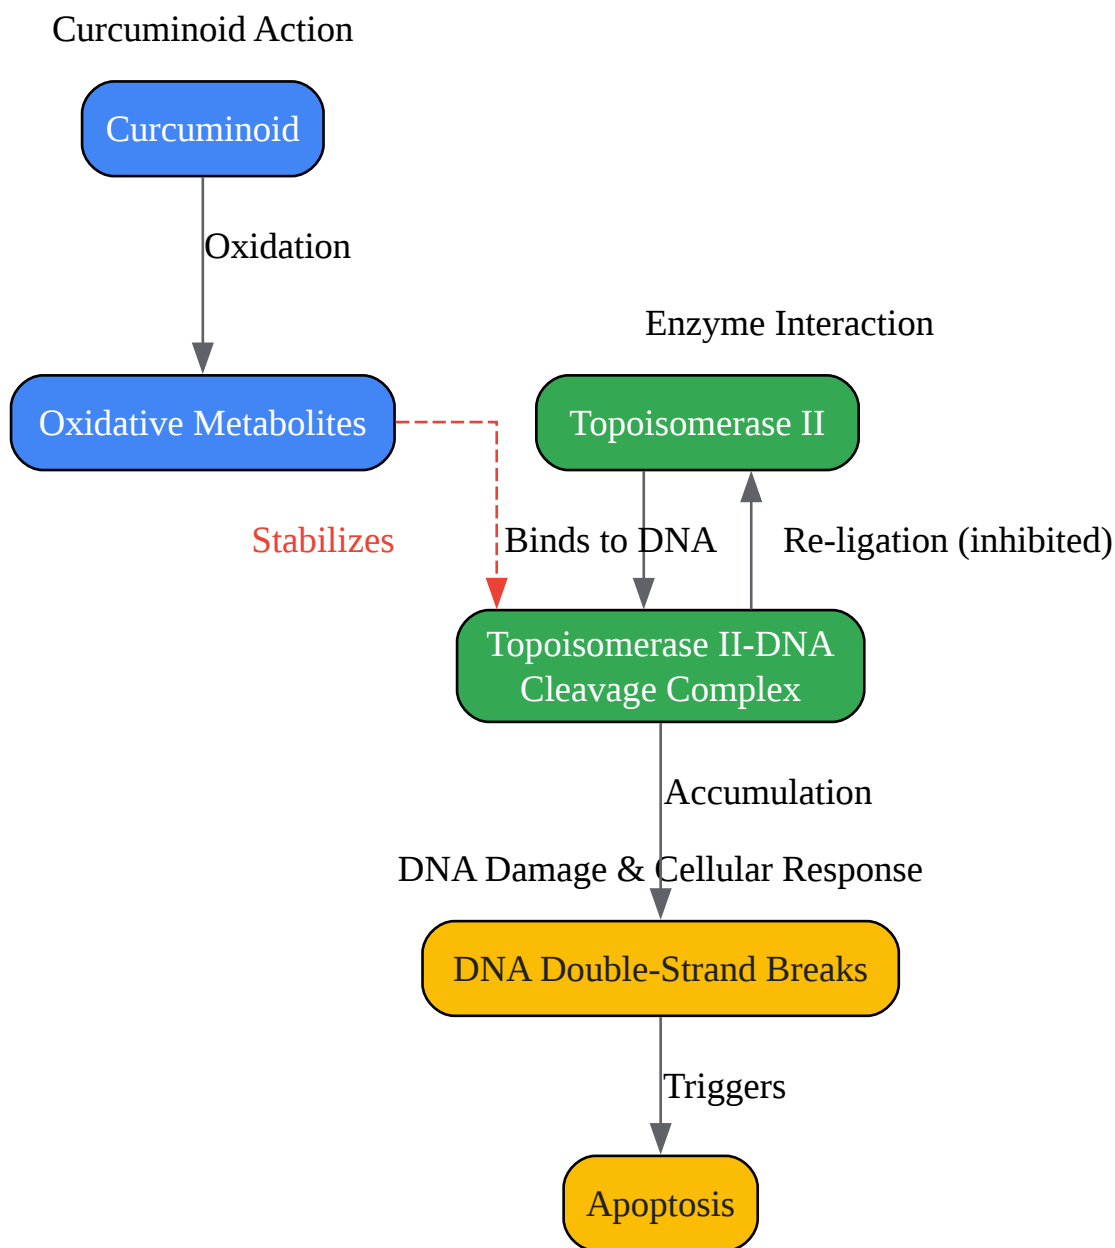 Curcuminoid Action
Curcuminoid
Oxidation
Enzyme Interaction
Oxidative Metabolites
Topoisomerase II
Stabilizes
Binds to DNA
Re-ligation (inhibited)
Topoisomerase II-DNA
Cleavage Complex
Accumulation
DNA Damage & Cellular Response
DNA Double-Strand Breaks
Triggers
Apoptosis